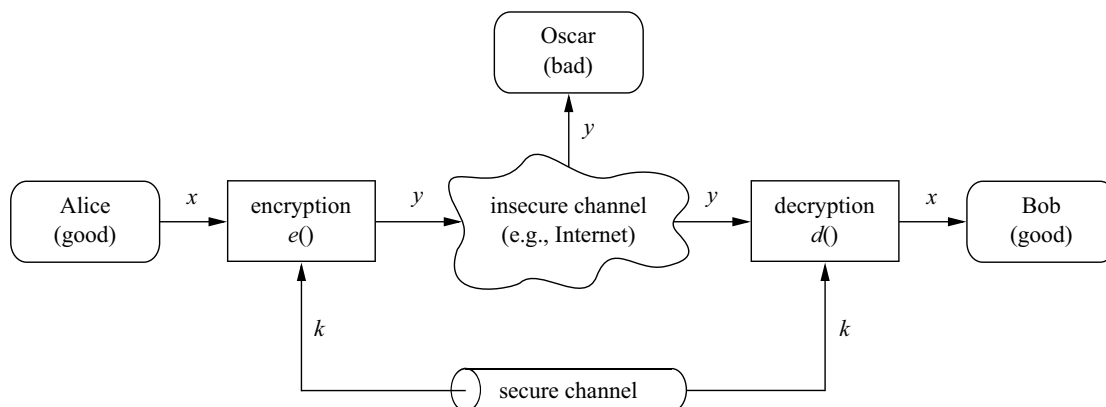 Oscar
(bad)
y
Alice
(good)
x
encryption
e()
y
insecure channel
(e.g., Internet)
y
decryption
d()
x
Bob
(good)
k
k
secure channel